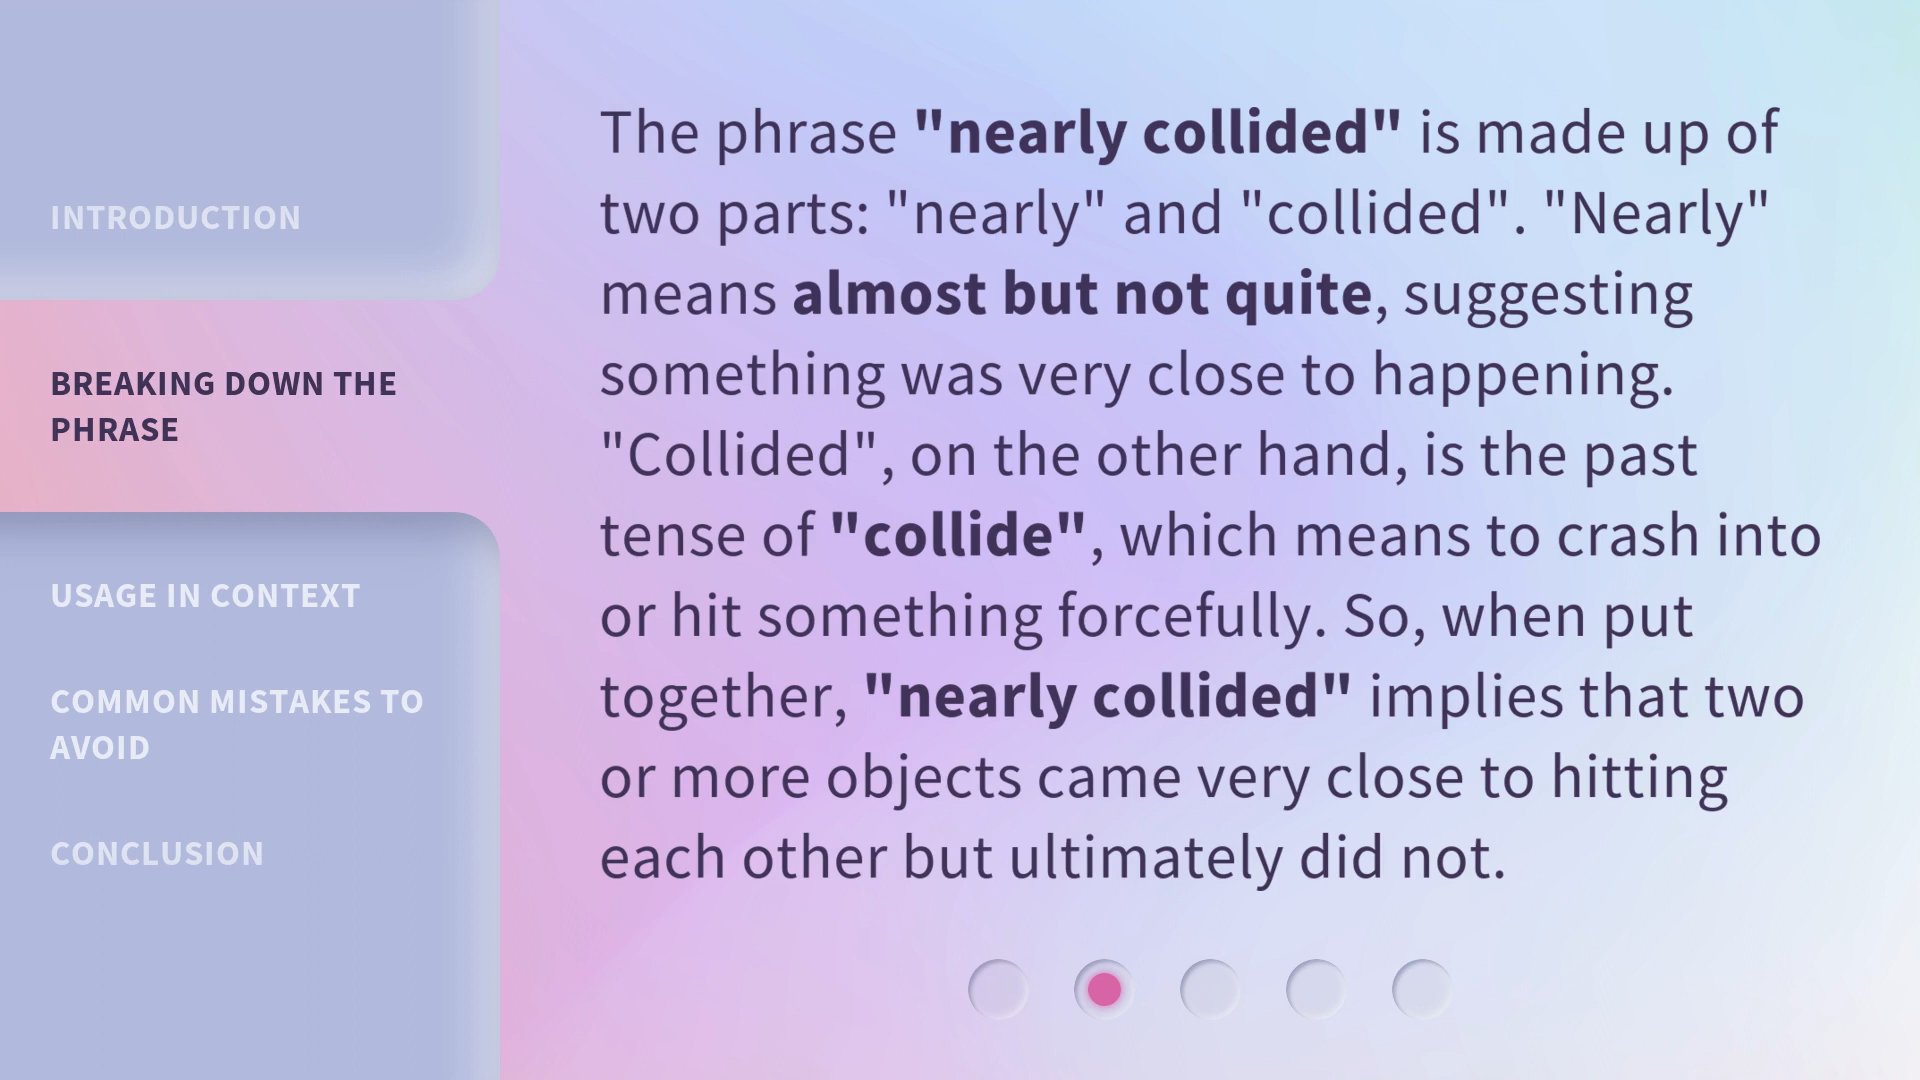 INTRODUCTION
BREAKING DOWN THE
PHRASE
USAGE IN CONTEXT
COMMON MISTAKES TO
AVOID
CONCLUSION
The phrase "nearly collided" is made up of
two parts: "nearly" and "collided". "Nearly"
means almost but not quite, suggesting
something was very close to happening.
"Collided", on the other hand, is the past
tense of "collide", which means to crash into
or hit something forcefully. So, when put
together, "nearly collided" implies that two
or more objects came very close to hitting
each other but ultimately did not.